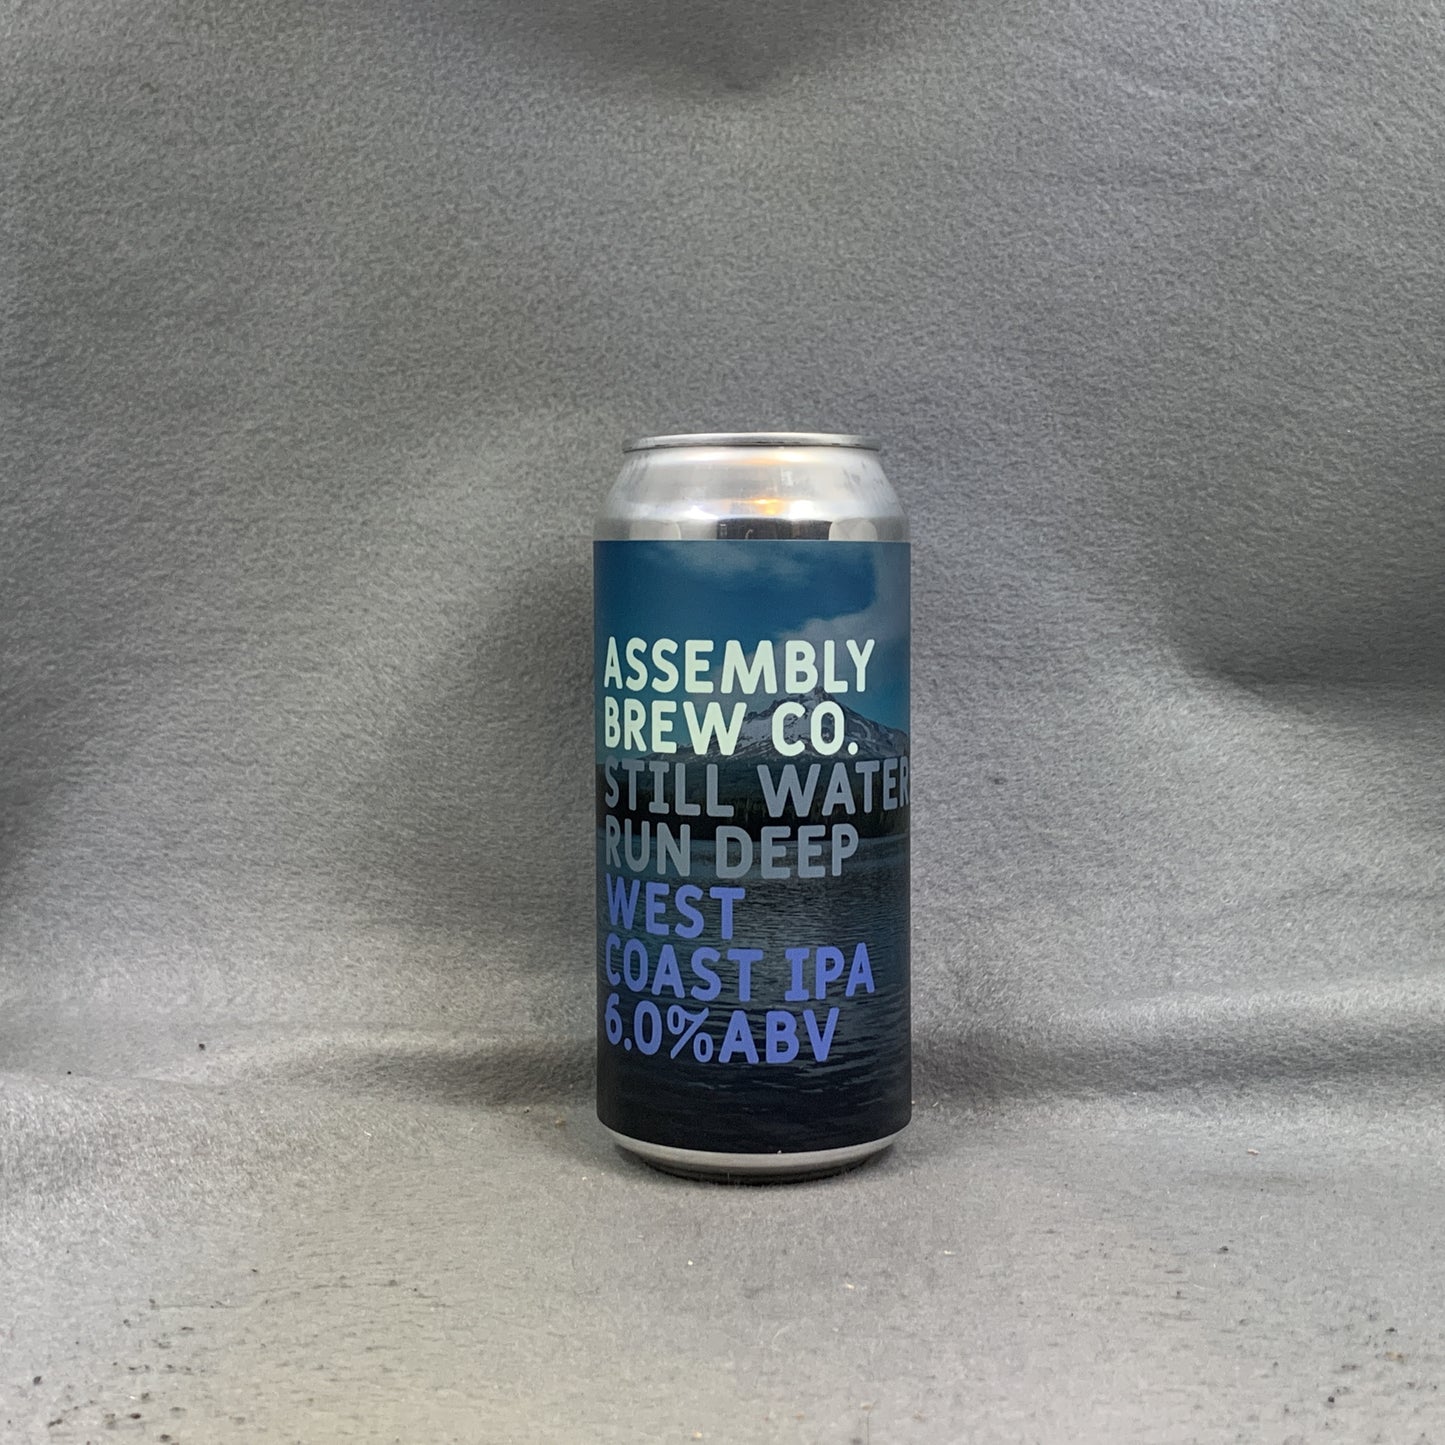 ASSEMBLY
BREW CO.
STILL WATER
RUN DEEP
WEST
COAST IPA
6.0%ABV